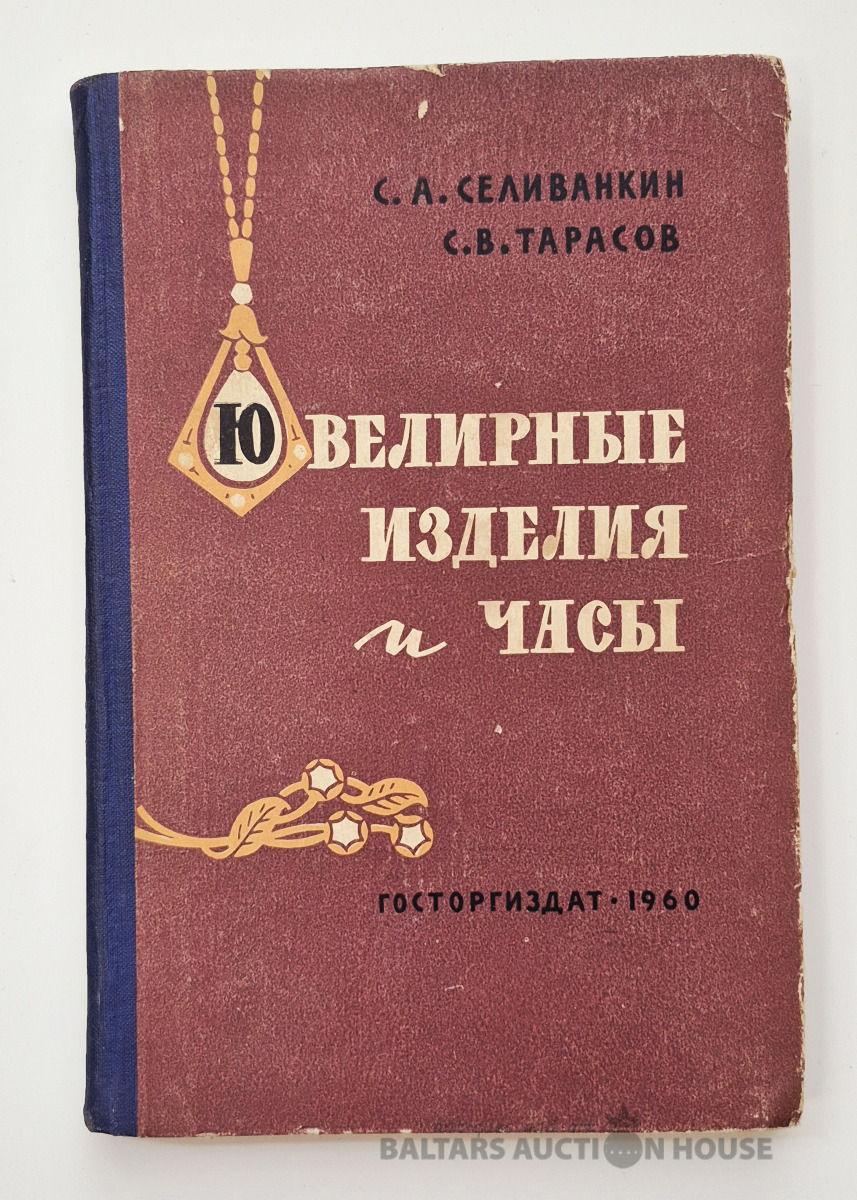 С. А. СЕЛИВАНКИН
С. В. ТАРАСОВ
ЮВЕЛИРНЫЕ
ИЗДЕЛИЯ
и ЧАСЫ
ГОСТОРГИЗДАТ · 1960
BALTARS AUCTION HOUSE